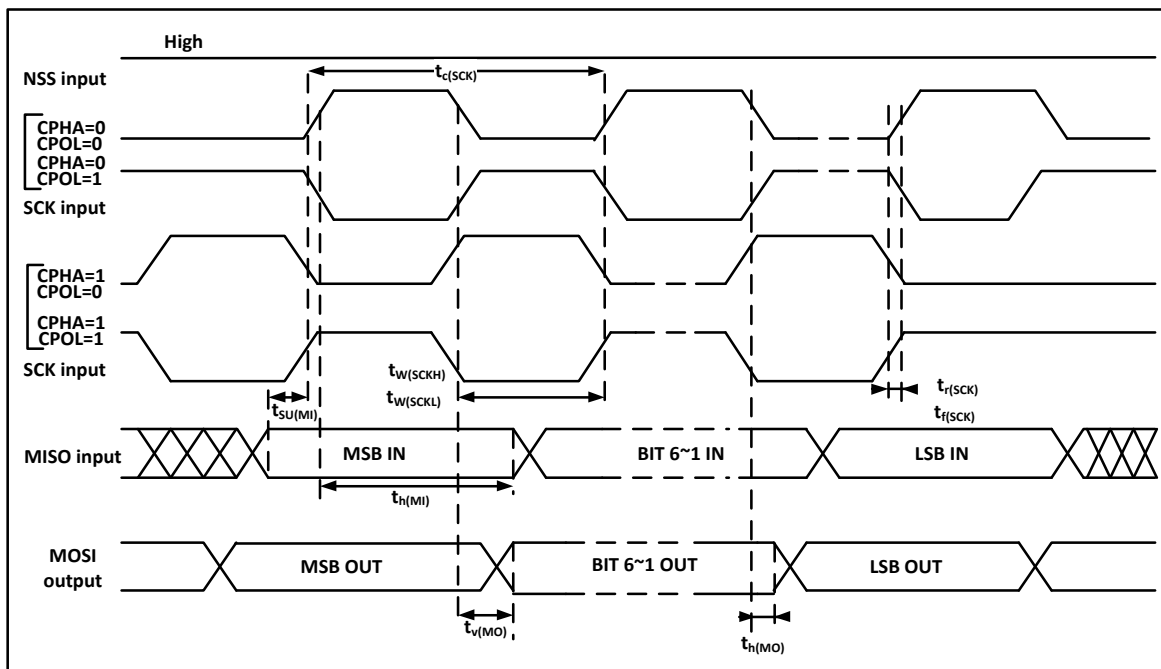 High
NSS input
tc(SCK)
CPHA=0
CPOL=0
CPHA=0
CPOL=1
SCK input
CPHA=1
CPOL=0
CPHA=1
CPOL=1
SCK input
tW(SCKH)
tW(SCKL)
tSU(MI)
tr(SCK)
tf(SCK)
MISO input
MSB IN
BIT 6~1 IN
LSB IN
th(MI)
MOSI
output
MSB OUT
BIT 6~1 OUT
LSB OUT
tv(MO)
th(MO)